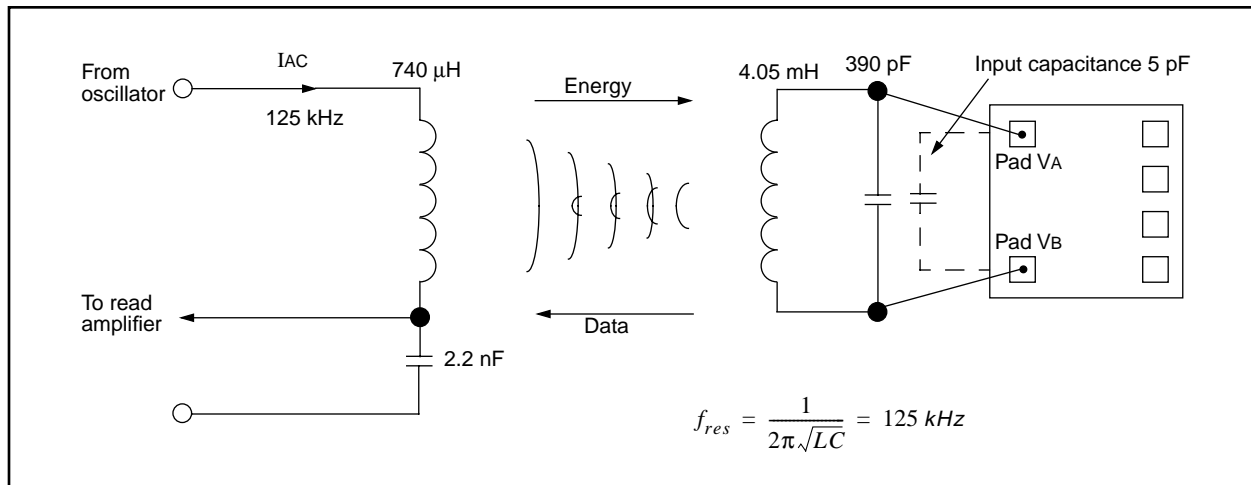 From
oscillator
IAC
125 kHz
740 μH
Energy
4.05 mH
390 pF
Input capacitance 5 pF
Pad VA
Pad VB
To read
amplifier
Data
2.2 nF
f_res = 1 / (2π√LC) = 125 kHz